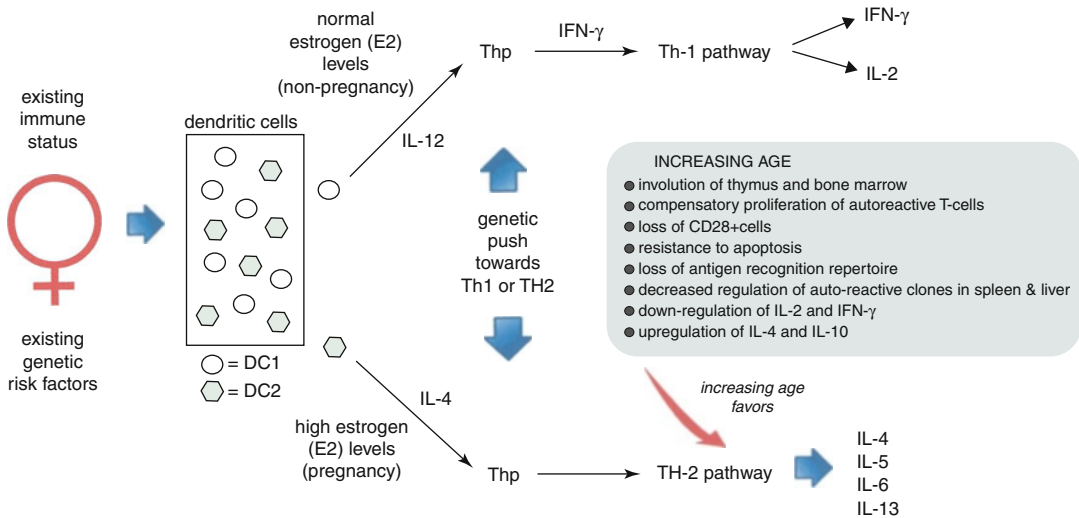 existing
immune
status
existing
genetic
risk factors
dendritic cells
= DC1
= DC2
normal
estrogen (E2)
levels
(non-pregnancy)
IL-12
Thp
IFN-γ
Th-1 pathway
IFN-γ
IL-2
genetic
push
towards
Th1 or TH2
INCREASING AGE
involution of thymus and bone marrow
compensatory proliferation of autoreactive T-cells
loss of CD28+cells
resistance to apoptosis
loss of antigen recognition repertoire
decreased regulation of auto-reactive clones in spleen & liver
down-regulation of IL-2 and IFN-γ
upregulation of IL-4 and IL-10
increasing age
favors
IL-4
high estrogen
(E2) levels
(pregnancy)
Thp
TH-2 pathway
IL-4
IL-5
IL-6
IL-13